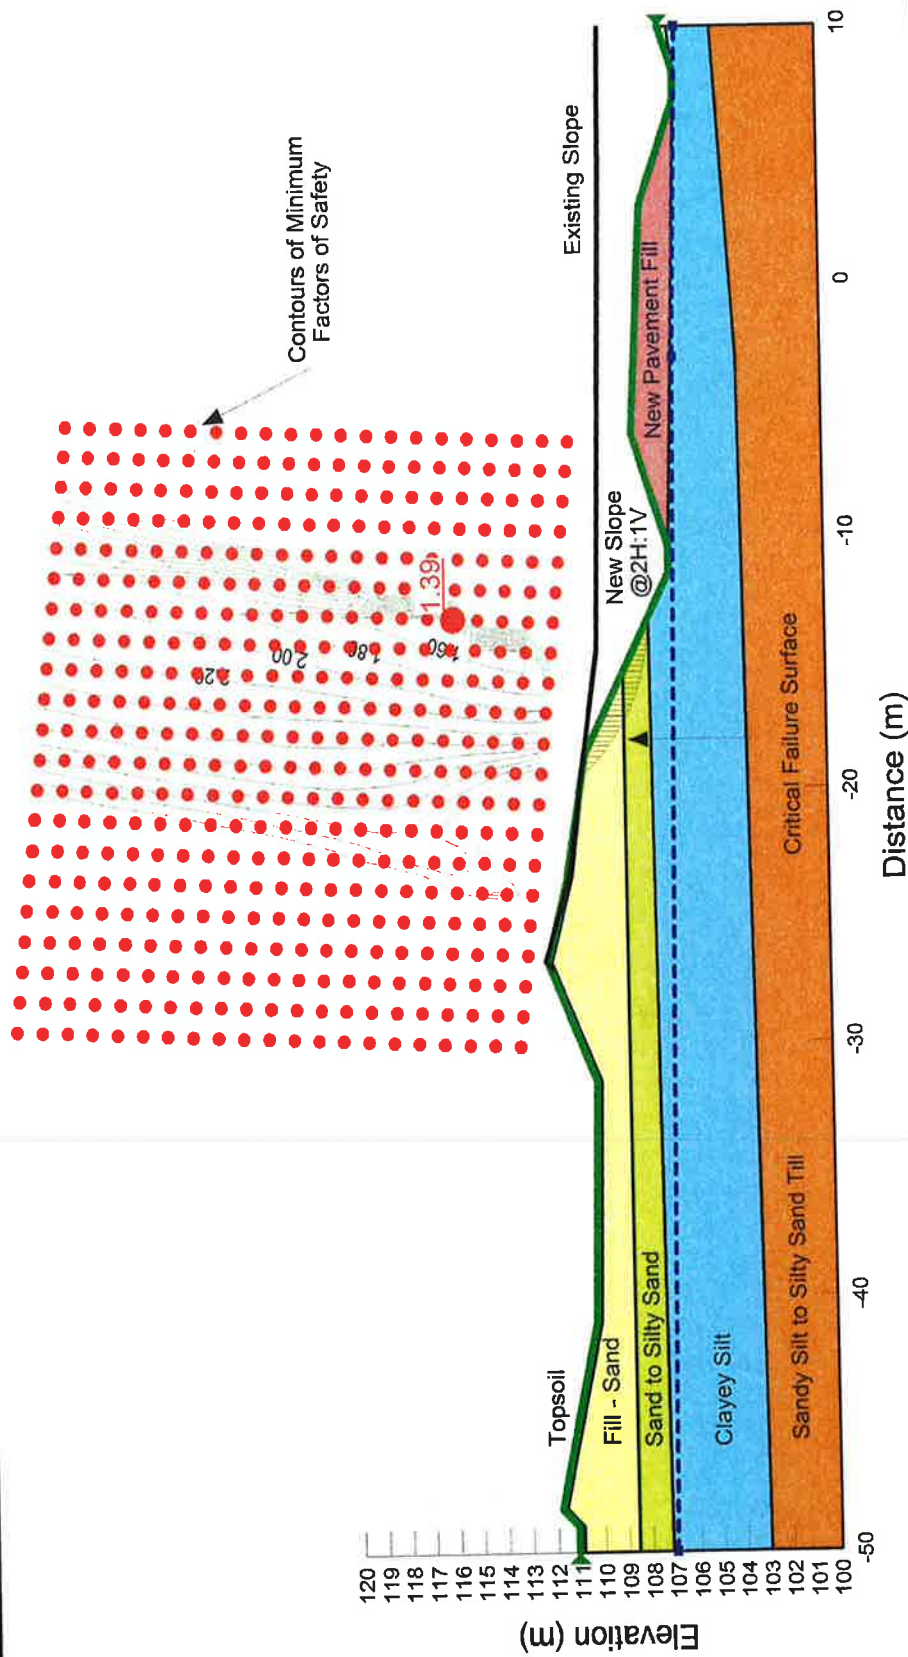 Contours of Minimum
Factors of Safety
1.39
2.20
2.00
1.80
1.60
Existing Slope
New Slope
@2H:1V
New Pavement Fill
Topsoil
Fill - Sand
Sand to Silty Sand
Clayey Silt
Sandy Silt to Silty Sand Till
Critical Failure Surface
Elevation (m)
120
119
118
117
116
115
114
113
112
111
110
109
108
107
106
105
104
103
102
101
100
-50
-40
-30
-20
-10
0
10
Distance (m)